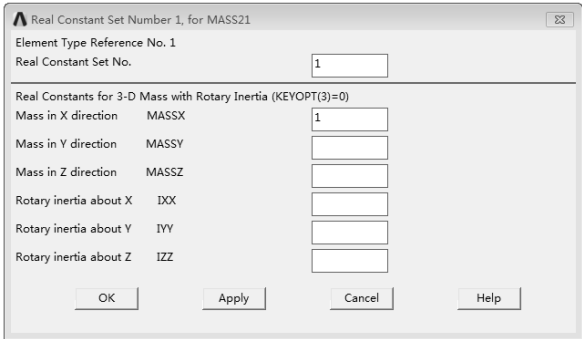 Real Constant Set Number 1, for MASS21
Element Type Reference No. 1
Real Constant Set No. 1
Real Constants for 3-D Mass with Rotary Inertia (KEYOPT(3)=0)
Mass in X direction MASSX 1
Mass in Y direction MASSY
Mass in Z direction MASSZ
Rotary inertia about X IXX
Rotary inertia about Y IYY
Rotary inertia about Z IZZ
OK Apply Cancel Help